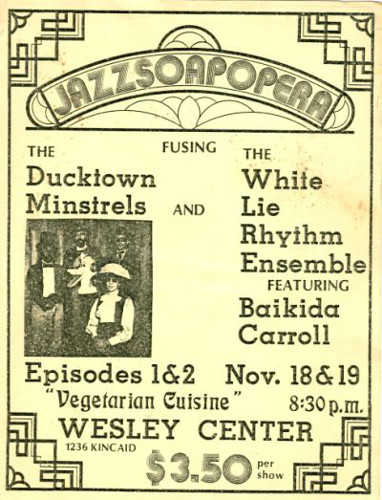 JAZZSOAPOPERA
FUSING
THE
Ducktown
Minstrels
AND
THE
White
Lie
Rhythm
Ensemble
FEATURING
Baikida
Carroll
Episodes 1&2 Nov. 18&19
"Vegetarian Cuisine" 8:30 p.m.
WESLEY CENTER
1236 KINCAID
$3.50 per show